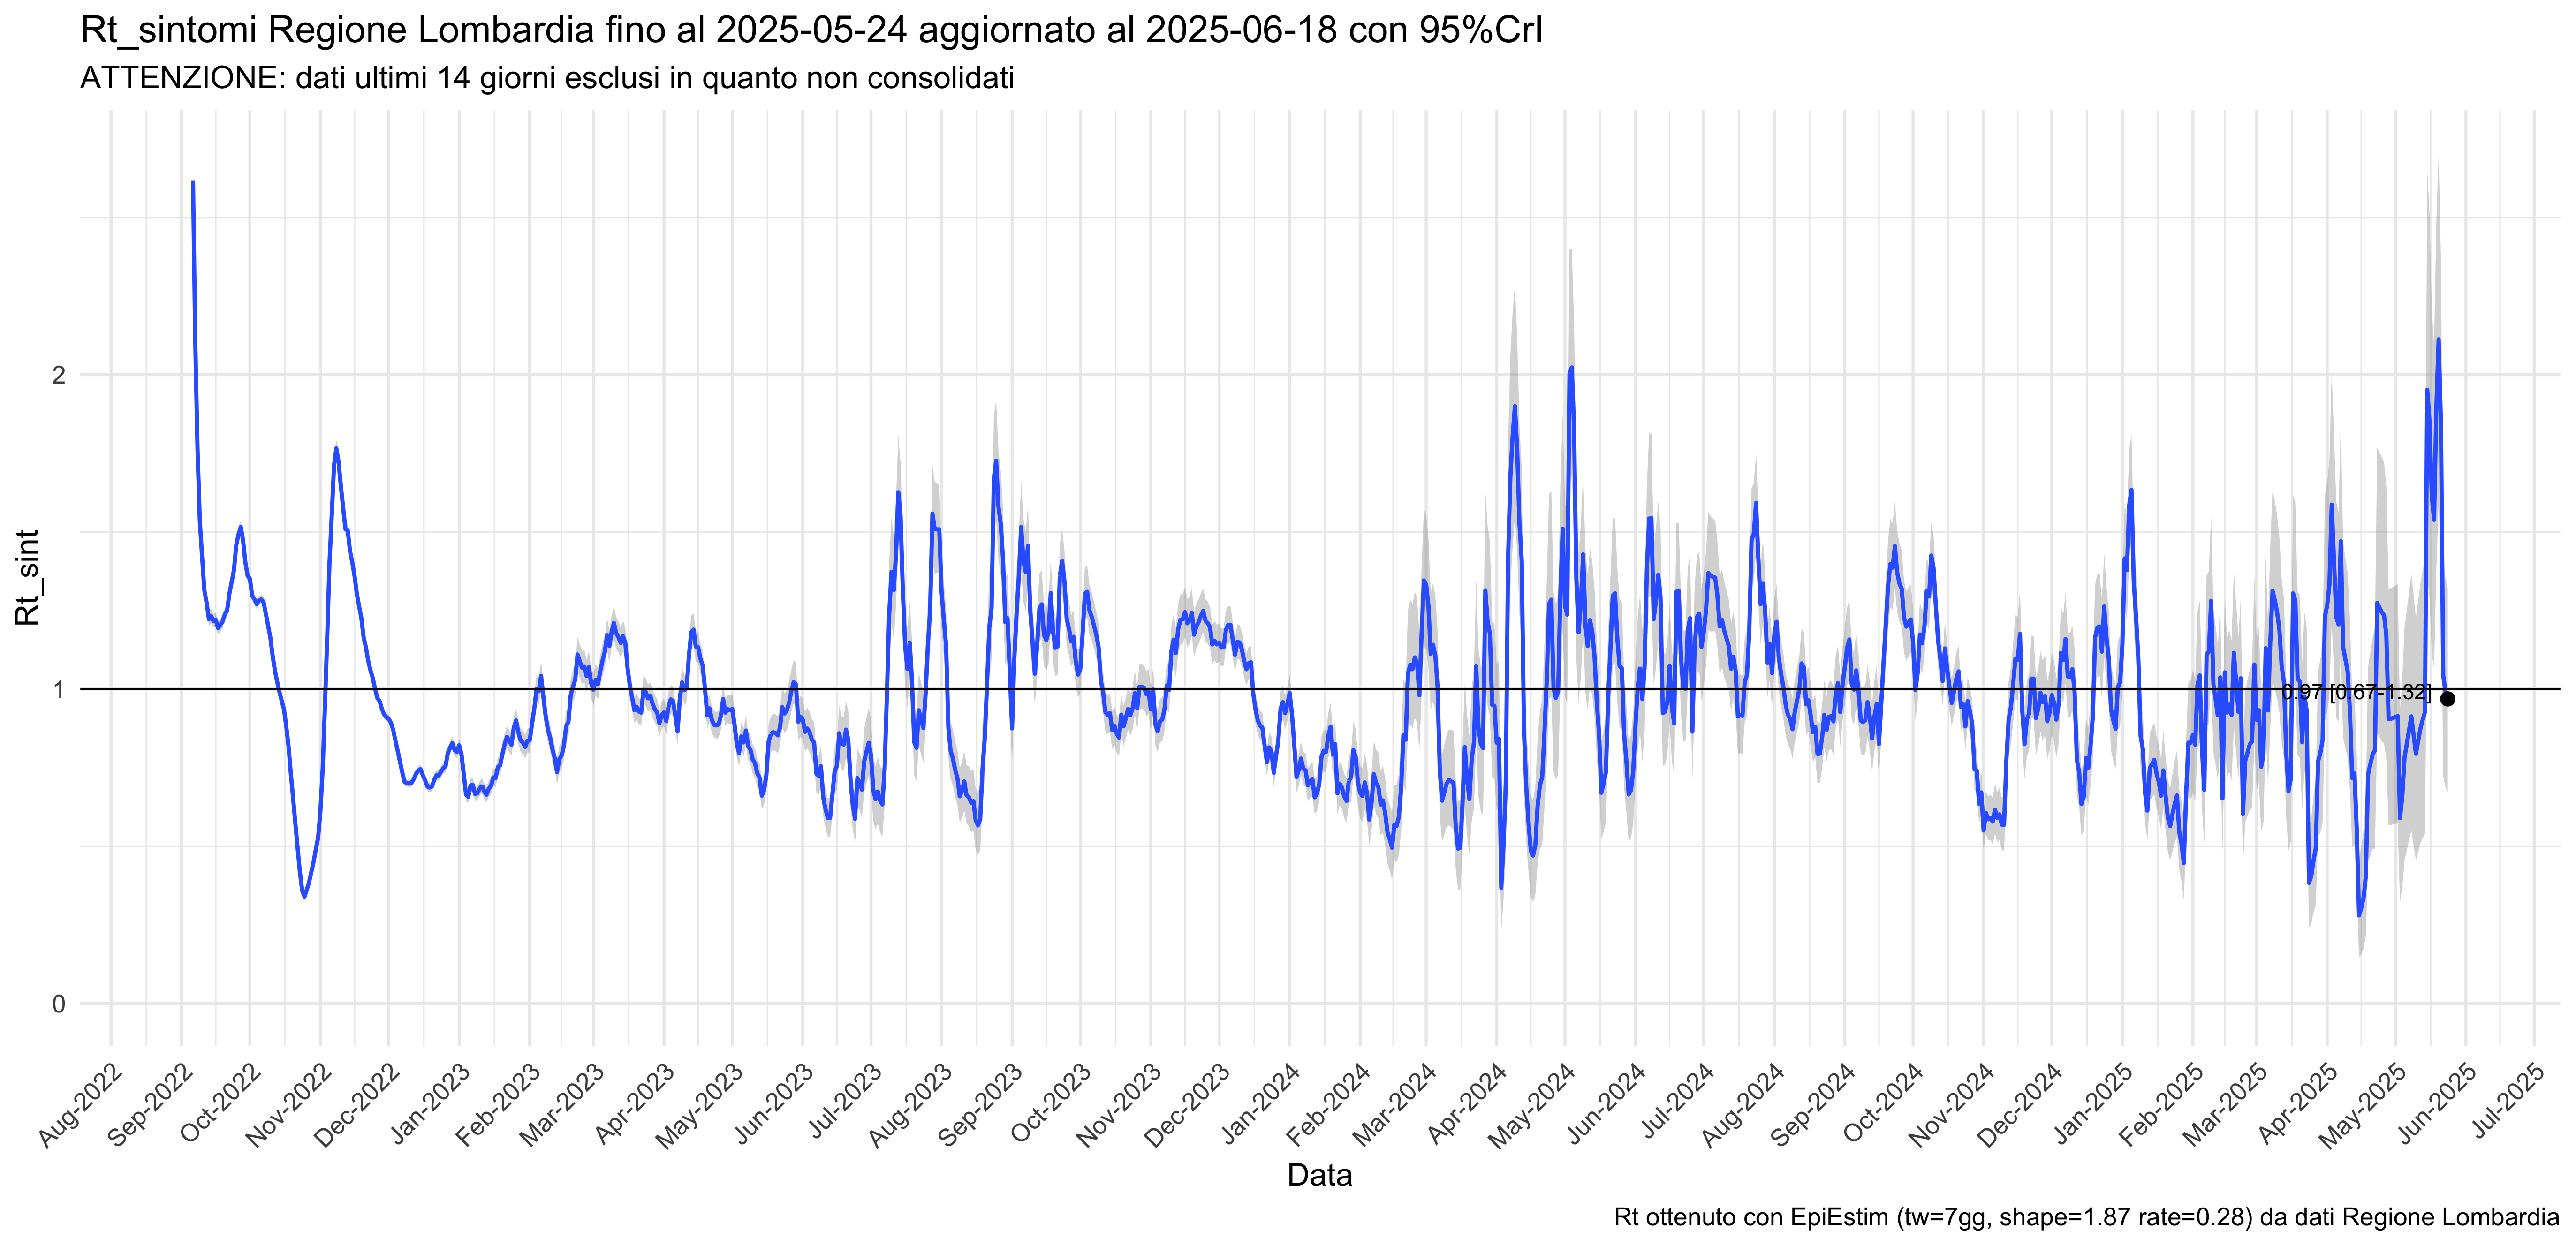 Rt_sintomi Regione Lombardia fino al 2025-05-24 aggiornato al 2025-06-18 con 95%CrI
ATTENZIONE: dati ultimi 14 giorni esclusi in quanto non consolidati
Rt_sint
2
1
0
0.97 [0.67-1.32]
Aug-2022
Sep-2022
Oct-2022
Nov-2022
Dec-2022
Jan-2023
Feb-2023
Mar-2023
Apr-2023
May-2023
Jun-2023
Jul-2023
Aug-2023
Sep-2023
Oct-2023
Nov-2023
Dec-2023
Jan-2024
Feb-2024
Mar-2024
Apr-2024
May-2024
Jun-2024
Jul-2024
Aug-2024
Sep-2024
Oct-2024
Nov-2024
Dec-2024
Jan-2025
Feb-2025
Mar-2025
Apr-2025
May-2025
Jun-2025
Jul-2025
Data
Rt ottenuto con EpiEstim (tw=7gg, shape=1.87 rate=0.28) da dati Regione Lombardia